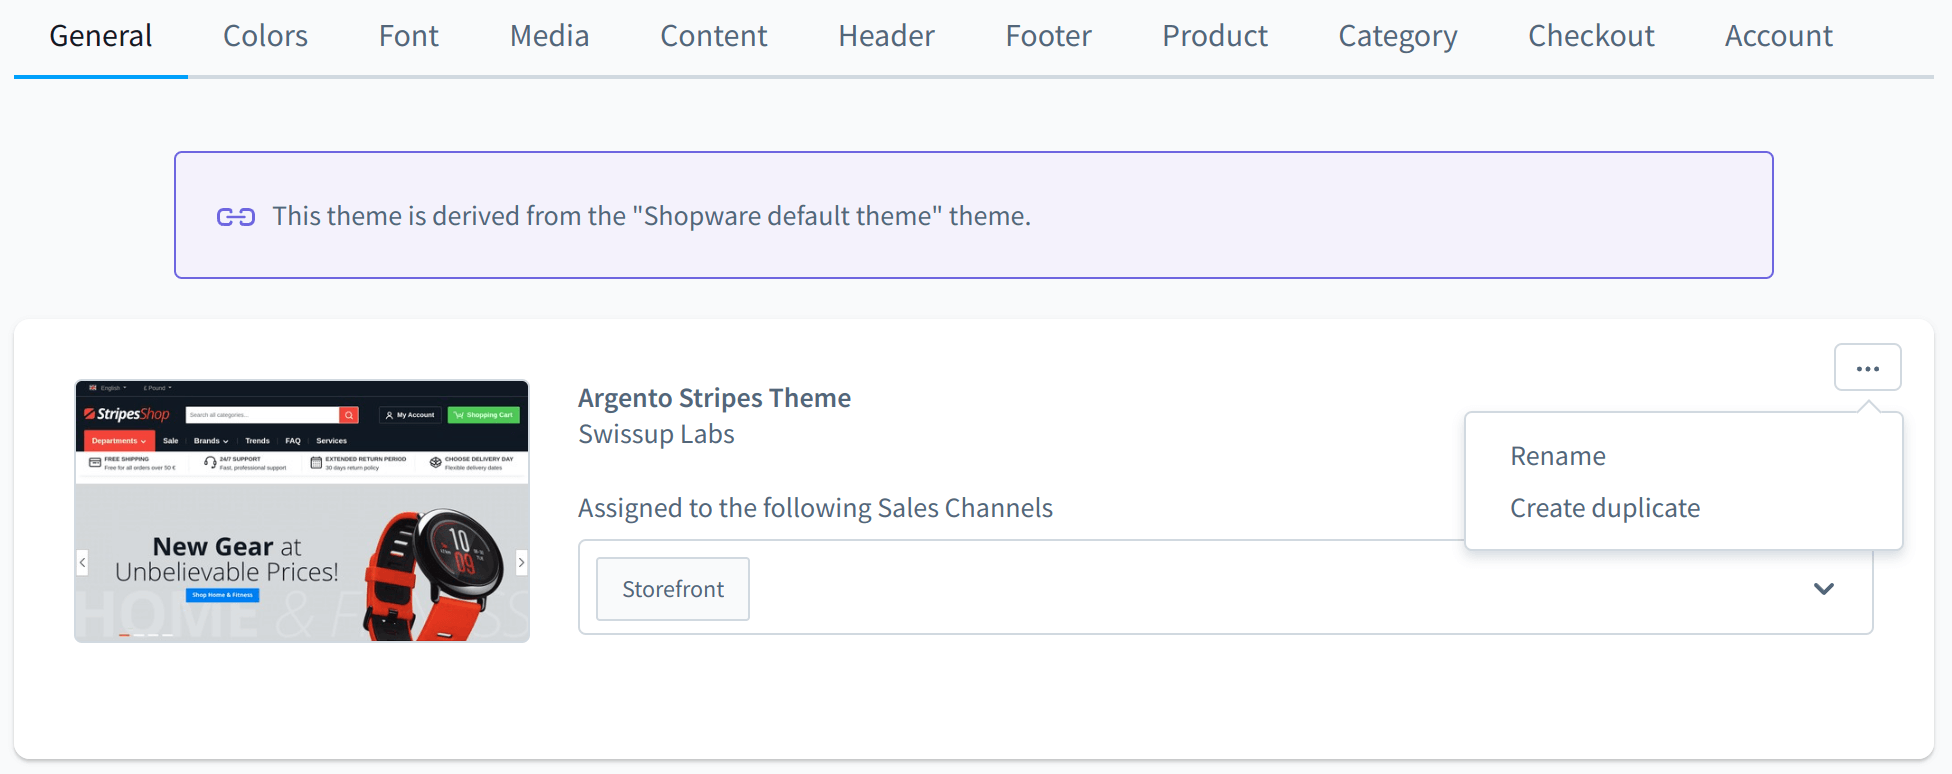 General Colors Font Media Content Header Footer Product Category Checkout Account
This theme is derived from the "Shopware default theme" theme.
English £ Pound
StripesShop Search all categories... My Account Shopping Cart
Departments Sale Brands Trends FAQ Services
FREE SHIPPING 24/7 SUPPORT EXTENDED RETURN PERIOD CHOOSE DELIVERY DAY
Free for all orders over 50 € Fast, professional support 30 days return policy Flexible delivery dates
New Gear at
Unbelievable Prices!
Shop Home & Fitness
HOME & F
10
09
Argento Stripes Theme
Swissup Labs
Assigned to the following Sales Channels
Storefront
...
Rename
Create duplicate